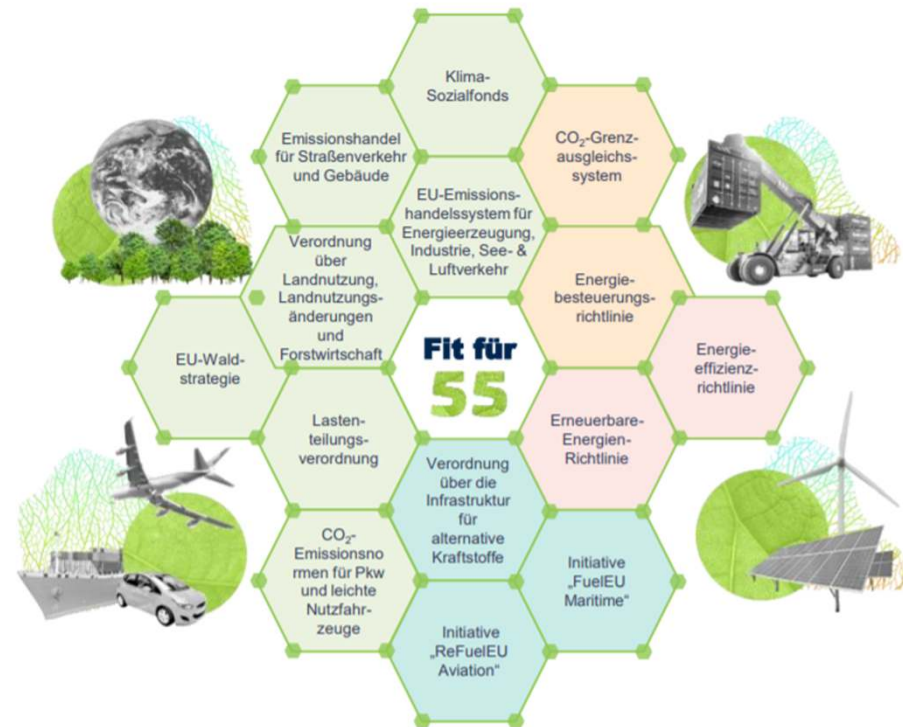 Klima-
Sozialfonds
Emissionshandel
für Straßenverkehr
und Gebäude
CO₂-Grenz-
ausgleichs-
system
EU-Emissions-
handelssystem für
Energieerzeugung,
Industrie, See- &
Luftverkehr
Verordnung
über
Landnutzung,
Landnutzungs-
änderungen
und
Forstwirtschaft
Energie-
besteuerungs-
richtlinie
EU-Wald-
strategie
Fit für
55
Energie-
effizienz-
richtlinie
Lasten-
teilungs-
verordnung
Erneuerbare-
Energien-
Richtlinie
Verordnung
über die
Infrastruktur
für
alternative
Kraftstoffe
CO₂-
Emissionsno
rmen für Pkw
und leichte
Nutzfahr-
zeuge
Initiative
„FuelEU
Maritime“
Initiative
„ReFuelEU
Aviation“